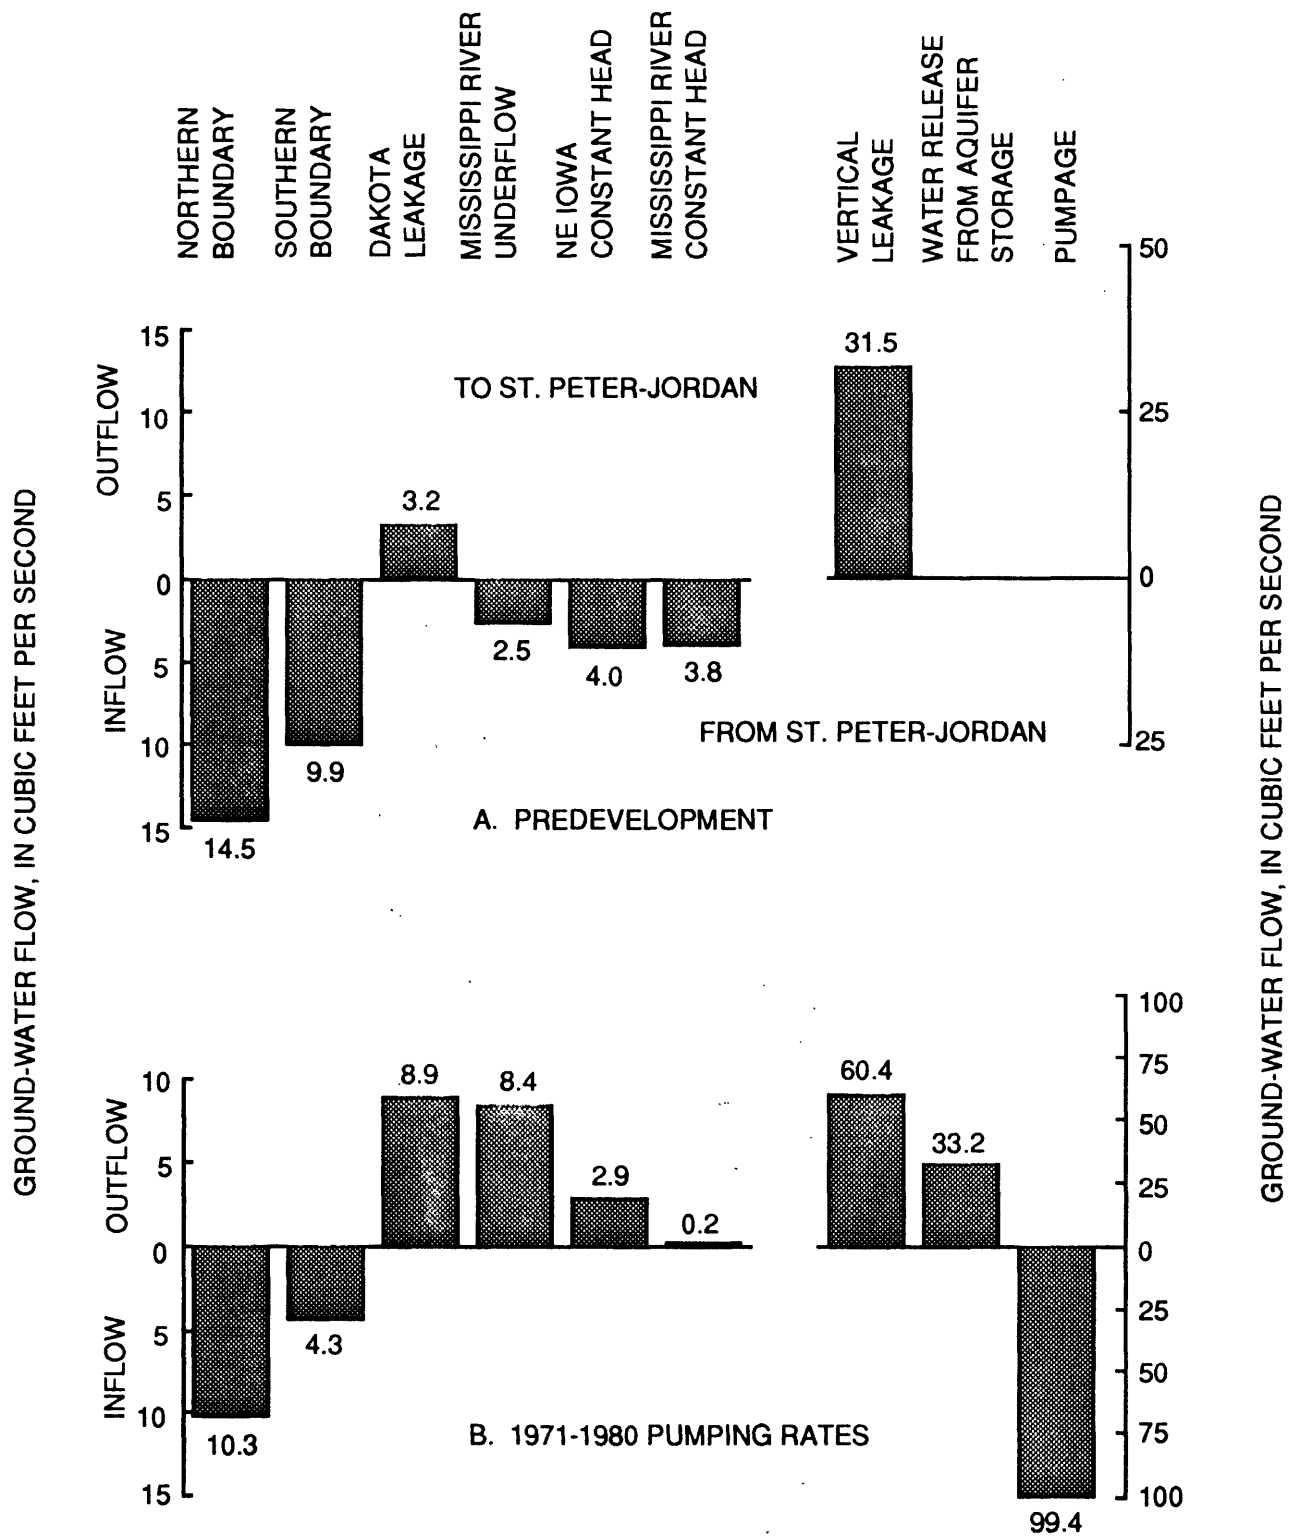 NORTHERN
BOUNDARY
SOUTHERN
BOUNDARY
DAKOTA
LEAKAGE
MISSISSIPPI RIVER
UNDERFLOW
NE IOWA
CONSTANT HEAD
MISSISSIPPI RIVER
CONSTANT HEAD
VERTICAL
LEAKAGE
WATER RELEASE
FROM AQUIFER
STORAGE
PUMPAGE
GROUND-WATER FLOW, IN CUBIC FEET PER SECOND
OUTFLOW
INFLOW
15
10
5
0
5
10
15
TO ST. PETER-JORDAN
14.5
9.9
3.2
2.5
4.0
3.8
31.5
FROM ST. PETER-JORDAN
A. PREDEVELOPMENT
50
25
0
25
GROUND-WATER FLOW, IN CUBIC FEET PER SECOND
OUTFLOW
INFLOW
10
5
0
5
10
15
10.3
4.3
8.9
8.4
2.9
0.2
60.4
33.2
99.4
B. 1971-1980 PUMPING RATES
100
75
50
25
0
25
50
75
100